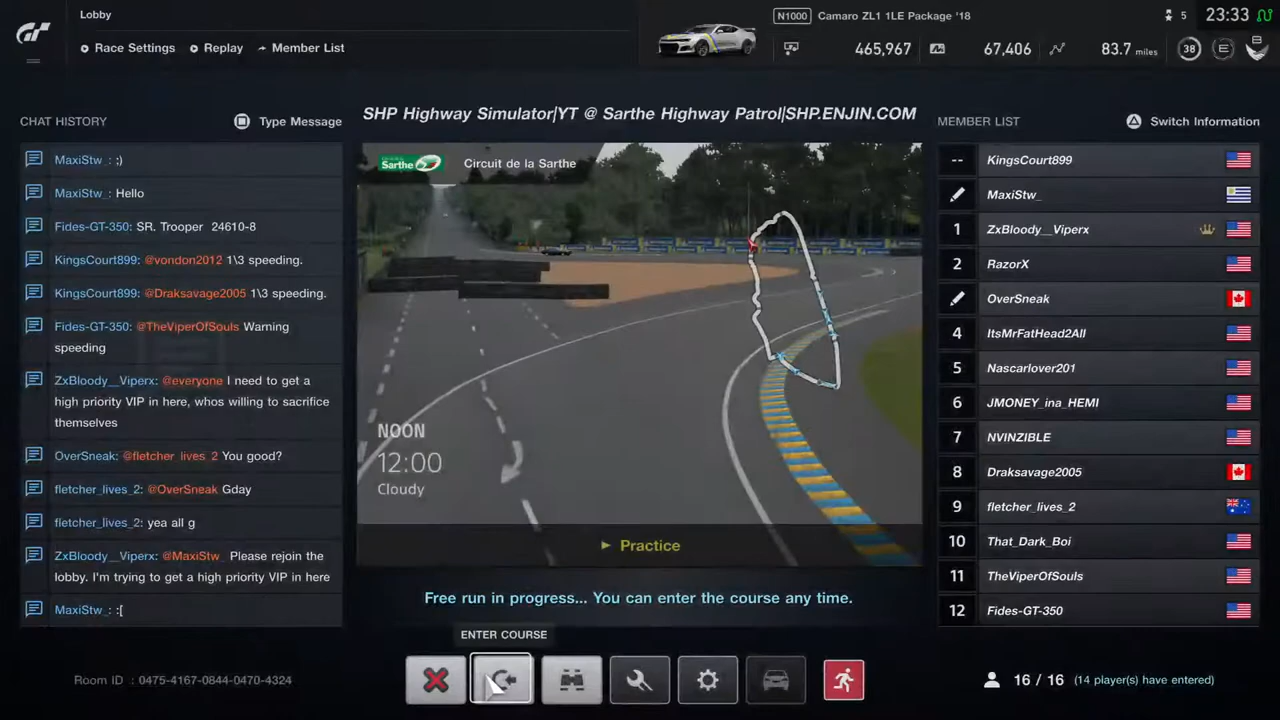 Lobby
Race Settings
Replay
Member List
N1000 Camaro ZL1 1LE Package '18
465,967
67,406
83.7 miles
5
23:33
38
E
CHAT HISTORY
Type Message
SHP Highway Simulator|YT @ Sarthe Highway Patrol|SHP.ENJIN.COM
MEMBER LIST
Switch Information
MaxiStw_ : ;)
MaxiStw_ : Hello
Fides-GT-350: SR. Trooper 24610-8
KingsCourt899: @vondon2012 1\3 speeding.
KingsCourt899: @Draksavage2005 1\3 speeding.
Fides-GT-350: @TheViperOfSouls Warning
speeding
ZxBloody__Viperx: @everyone I need to get a
high priority VIP in here, whos willing to sacrifice
themselves
OverSneak: @fletcher_lives_2 You good?
fletcher_lives_2: @OverSneak Gday
fletcher_lives_2: yea all g
ZxBloody__Viperx: @MaxiStw_ Please rejoin the
lobby. I'm trying to get a high priority VIP in here
MaxiStw_ : :[
Sarthe
Circuit de la Sarthe
NOON
12:00
Cloudy
Practice
Free run in progress... You can enter the course any time.
ENTER COURSE
-- KingsCourt899
MaxiStw_
1 ZxBloody__Viperx
2 RazorX
OverSneak
4 ItsMrFatHead2All
5 Nascarlover201
6 JMONEY_ina_HEMI
7 NVINZIBLE
8 Draksavage2005
9 fletcher_lives_2
10 That_Dark_Boi
11 TheViperOfSouls
12 Fides-GT-350
Room ID : 0475-4167-0844-0470-4324
16 / 16 (14 player(s) have entered)